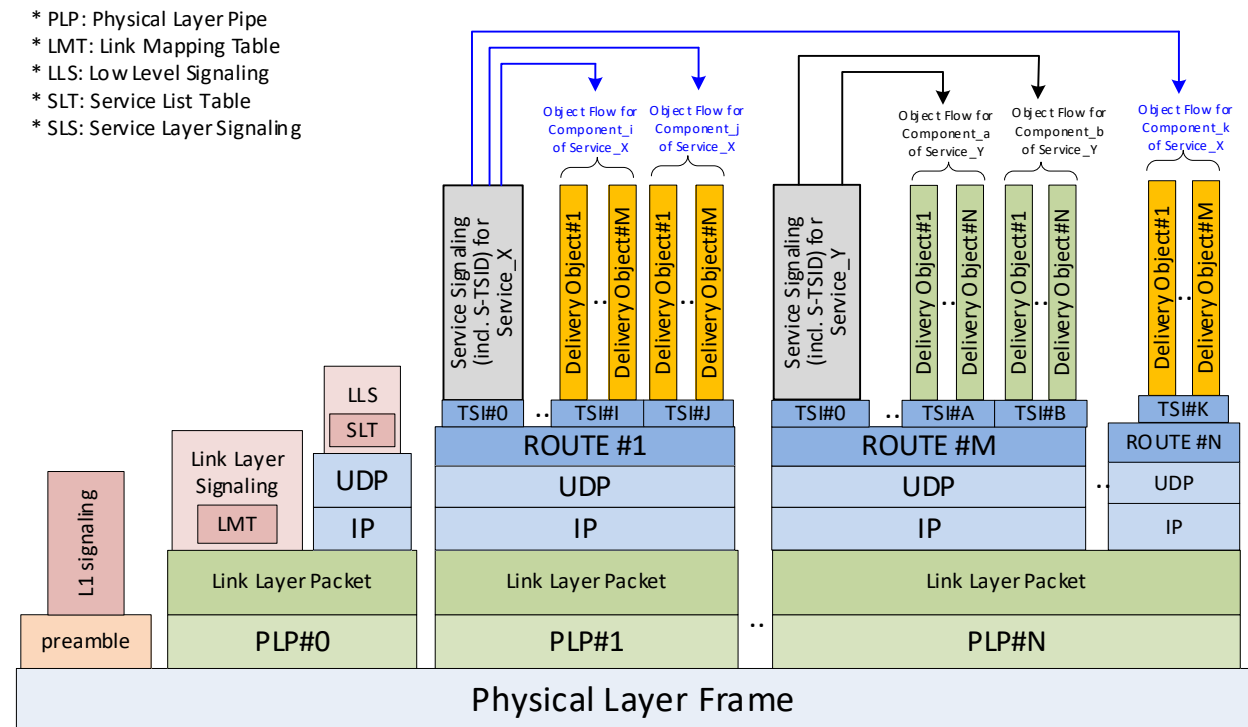 * PLP: Physical Layer Pipe
* LMT: Link Mapping Table
* LLS: Low Level Signaling
* SLT: Service List Table
* SLS: Service Layer Signaling
Object Flow for
Component_i
of Service_X
Object Flow for
Component_j
of Service_X
Object Flow for
Component_a
of Service_Y
Object Flow for
Component_b
of Service_Y
Object Flow for
Component_k
of Service_X
Service Signaling
(incl. S-TSID) for
Service_X
Delivery Object#1
..
Delivery Object#M
Delivery Object#1
..
Delivery Object#M
Service Signaling
(incl. S-TSID) for
Service_Y
Delivery Object#1
..
Delivery Object#N
Delivery Object#1
..
Delivery Object#N
Delivery Object#1
..
Delivery Object#M
LLS
SLT
TSI#0
..
TSI#I
TSI#J
TSI#0
..
TSI#A
TSI#B
TSI#K
Link Layer
Signaling
LMT
UDP
IP
ROUTE #1
UDP
IP
ROUTE #M
UDP
IP
..
ROUTE #N
UDP
IP
L1 signaling
Link Layer Packet
Link Layer Packet
Link Layer Packet
preamble
PLP#0
PLP#1
..
PLP#N
Physical Layer Frame